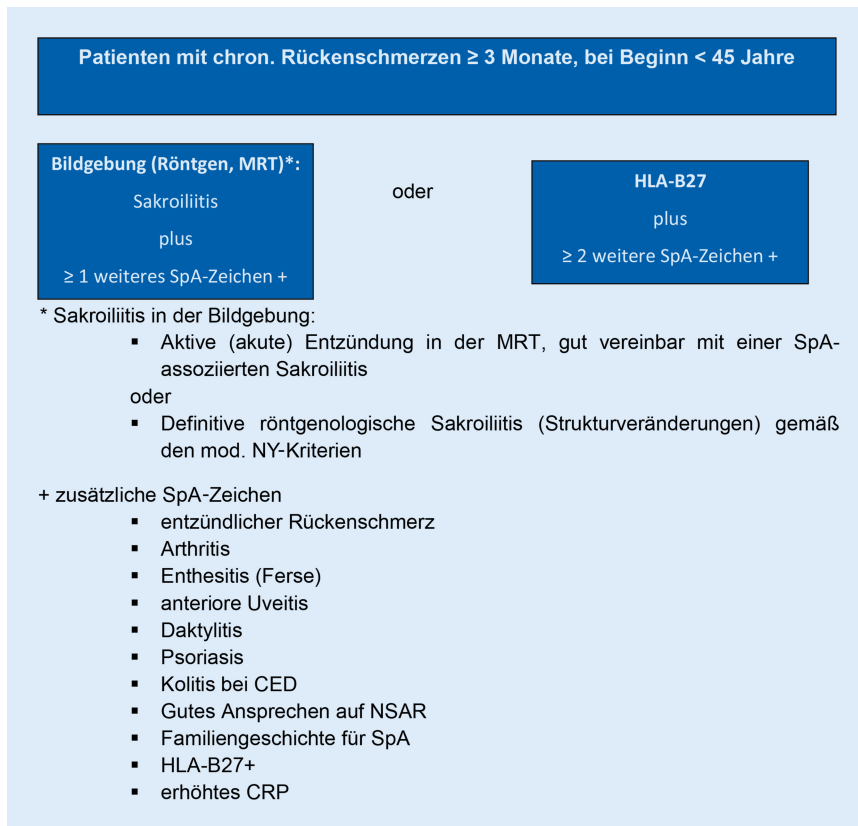 Patienten mit chron. Rückenschmerzen ≥ 3 Monate, bei Beginn < 45 Jahre
Bildgebung (Röntgen, MRT)*:
Sakroiliitis
plus
≥ 1 weiteres SpA-Zeichen +
oder
HLA-B27
plus
≥ 2 weitere SpA-Zeichen +
* Sakroiliitis in der Bildgebung:
▪ Aktive (akute) Entzündung in der MRT, gut vereinbar mit einer SpA-
assoziierten Sakroiliitis
oder
▪ Definitive röntgenologische Sakroiliitis (Strukturveränderungen) gemäß
den mod. NY-Kriterien
+ zusätzliche SpA-Zeichen
▪ entzündlicher Rückenschmerz
▪ Arthritis
▪ Enthesitis (Ferse)
▪ anteriore Uveitis
▪ Daktylitis
▪ Psoriasis
▪ Kolitis bei CED
▪ Gutes Ansprechen auf NSAR
▪ Familiengeschichte für SpA
▪ HLA-B27+
▪ erhöhtes CRP